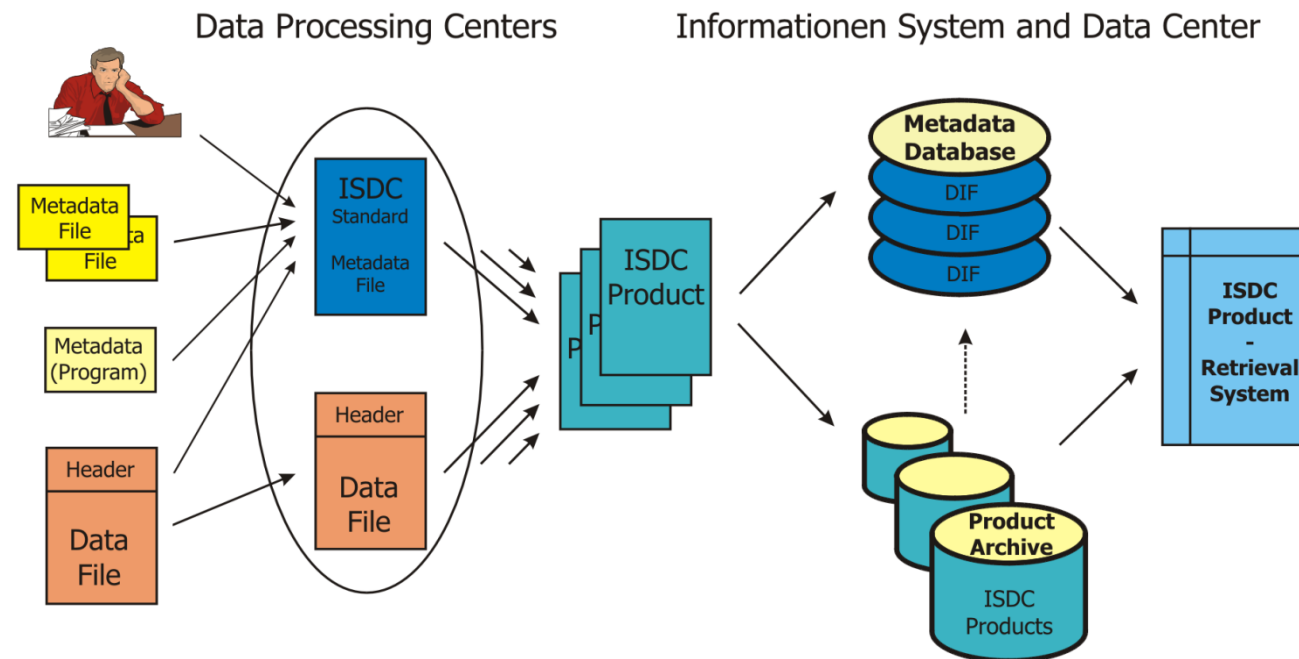 Data Processing Centers
Informationen System and Data Center
Metadata
File
a
File
Metadata
(Program)
Header
Data
File
ISDC
Standard
Metadata
File
Header
Data
File
ISDC
Product
P
P
Metadata
Database
DIF
DIF
DIF
Product
Archive
ISDC
Products
ISDC
Product
-
Retrieval
System